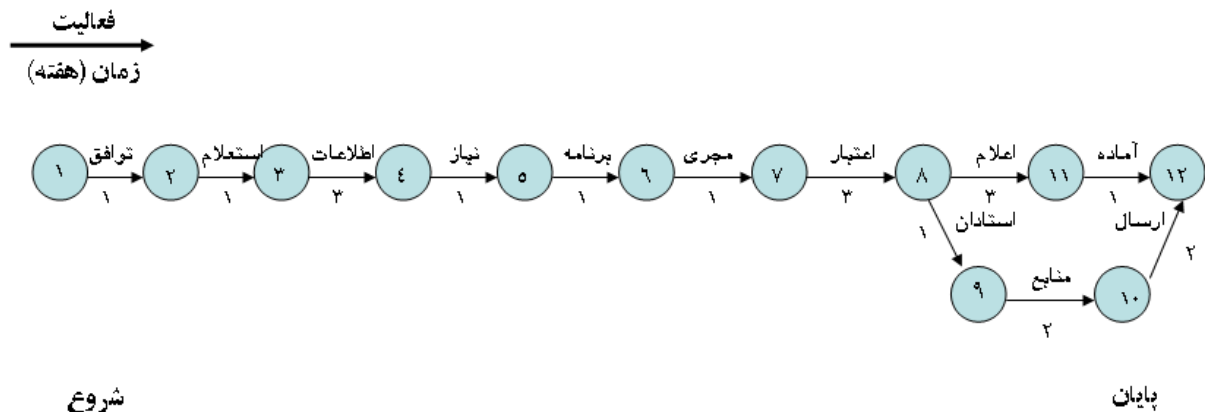 فعالیت
زمان (هفته)
توافق استعلام اطلاعات نیاز برنامه مجری اعتبار اعلام آماده
۱ ۲ ۳ ٤ ٥ ٦ ۷ ۸ ۱۱ ۱۲
۱ ۱ ۳ ۱ ۱ ۱ ۳ ۳ ۱
استادان ارسال
۱ ۲
منابع
۹ ۱۰
۲
شروع پایان